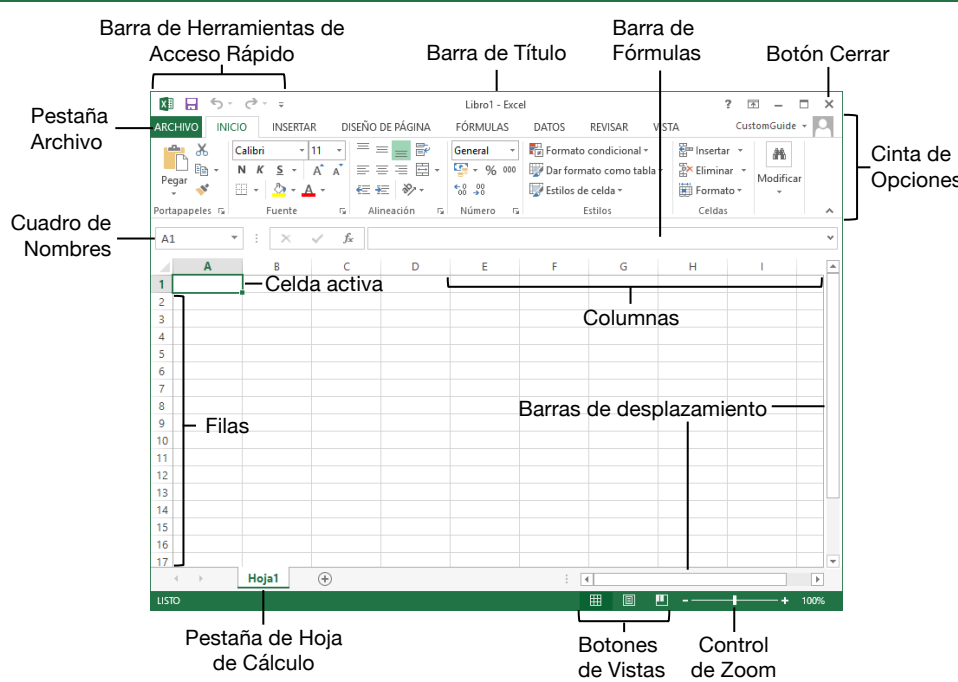 Barra de Herramientas de
Acceso Rápido
Barra de Título
Barra de
Fórmulas
Botón Cerrar
Pestaña
Archivo
Libro1 - Excel
?
ARCHIVO INICIO INSERTAR DISEÑO DE PÁGINA FÓRMULAS DATOS REVISAR VISTA CustomGuide
Pegar
Calibri 11
N K S A A
A
General
% 000
Formato condicional
Dar formato como tabla
Estilos de celda
Insertar
Eliminar
Formato
Modificar
Portapapeles Fuente Alineación Número Estilos Celdas
Cinta de
Opciones
Cuadro de
Nombres
A1 fx
A B C D E F G H I
1
Celda activa
Columnas
2
3
4
5
6
7
8
Barras de desplazamiento
9
Filas
10
11
12
13
14
15
16
17
Hoja1
LISTO 100%
Pestaña de Hoja
de Cálculo
Botones
de Vistas
Control
de Zoom